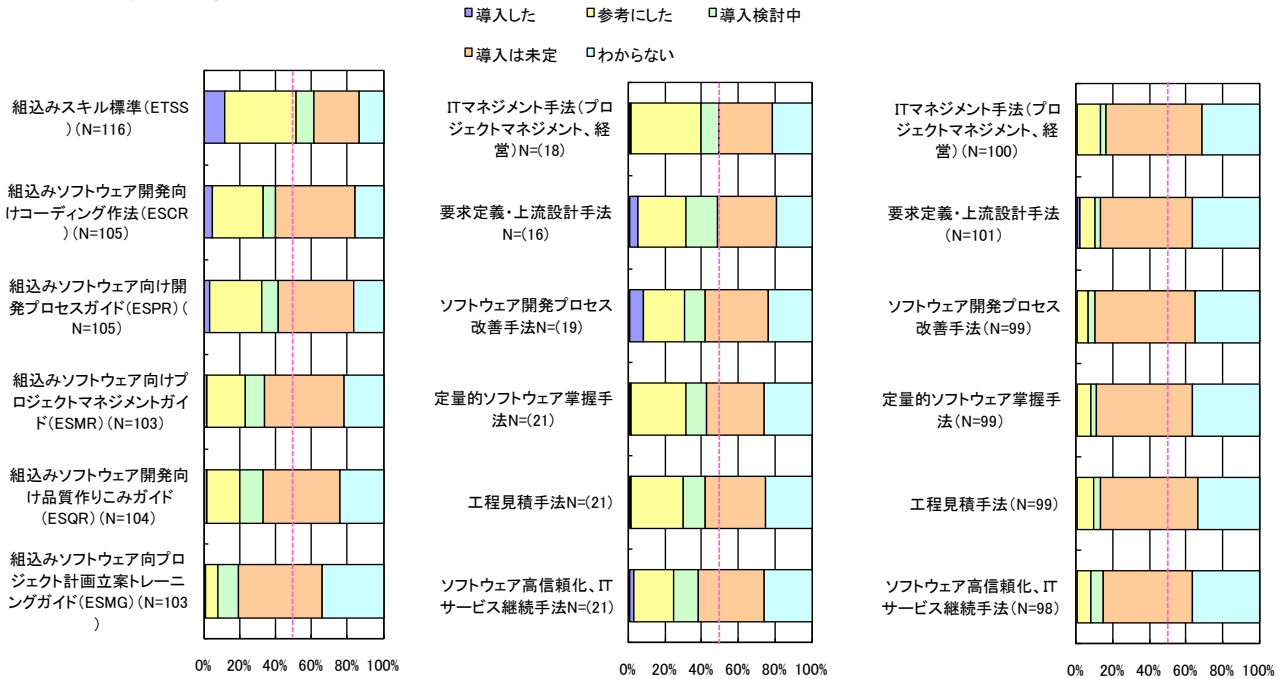 導入した 参考にした 導入検討中
導入は未定 わからない
組込みスキル標準(ETSS
)(N=116)
組込みソフトウェア開発向
けコーディング作法(ESCR
)(N=105)
組込みソフトウェア向け開
発プロセスガイド(ESPR)(
N=105)
組込みソフトウェア向けプ
ロジェクトマネジメントガイ
ド(ESMR)(N=103)
組込みソフトウェア開発向
け品質作りこみガイド
(ESQR)(N=104)
組込みソフトウェア向プロ
ジェクト計画立案トレーニ
ングガイド(ESMG)(N=103
)
0% 20% 40% 60% 80% 100%
ITマネジメント手法(プロ
ジェクトマネジメント、経
営)N=(18)
要求定義・上流設計手法
N=(16)
ソフトウェア開発プロセス
改善手法N=(19)
定量的ソフトウェア掌握手
法N=(21)
工程見積手法N=(21)
ソフトウェア高信頼化、IT
サービス継続手法N=(21)
0% 20% 40% 60% 80% 100%
ITマネジメント手法(プロ
ジェクトマネジメント、経
営)(N=100)
要求定義・上流設計手法
(N=101)
ソフトウェア開発プロセス
改善手法(N=99)
定量的ソフトウェア掌握手
法(N=99)
工程見積手法(N=99)
ソフトウェア高信頼化、IT
サービス継続手法(N=98)
0% 20% 40% 60% 80% 100%